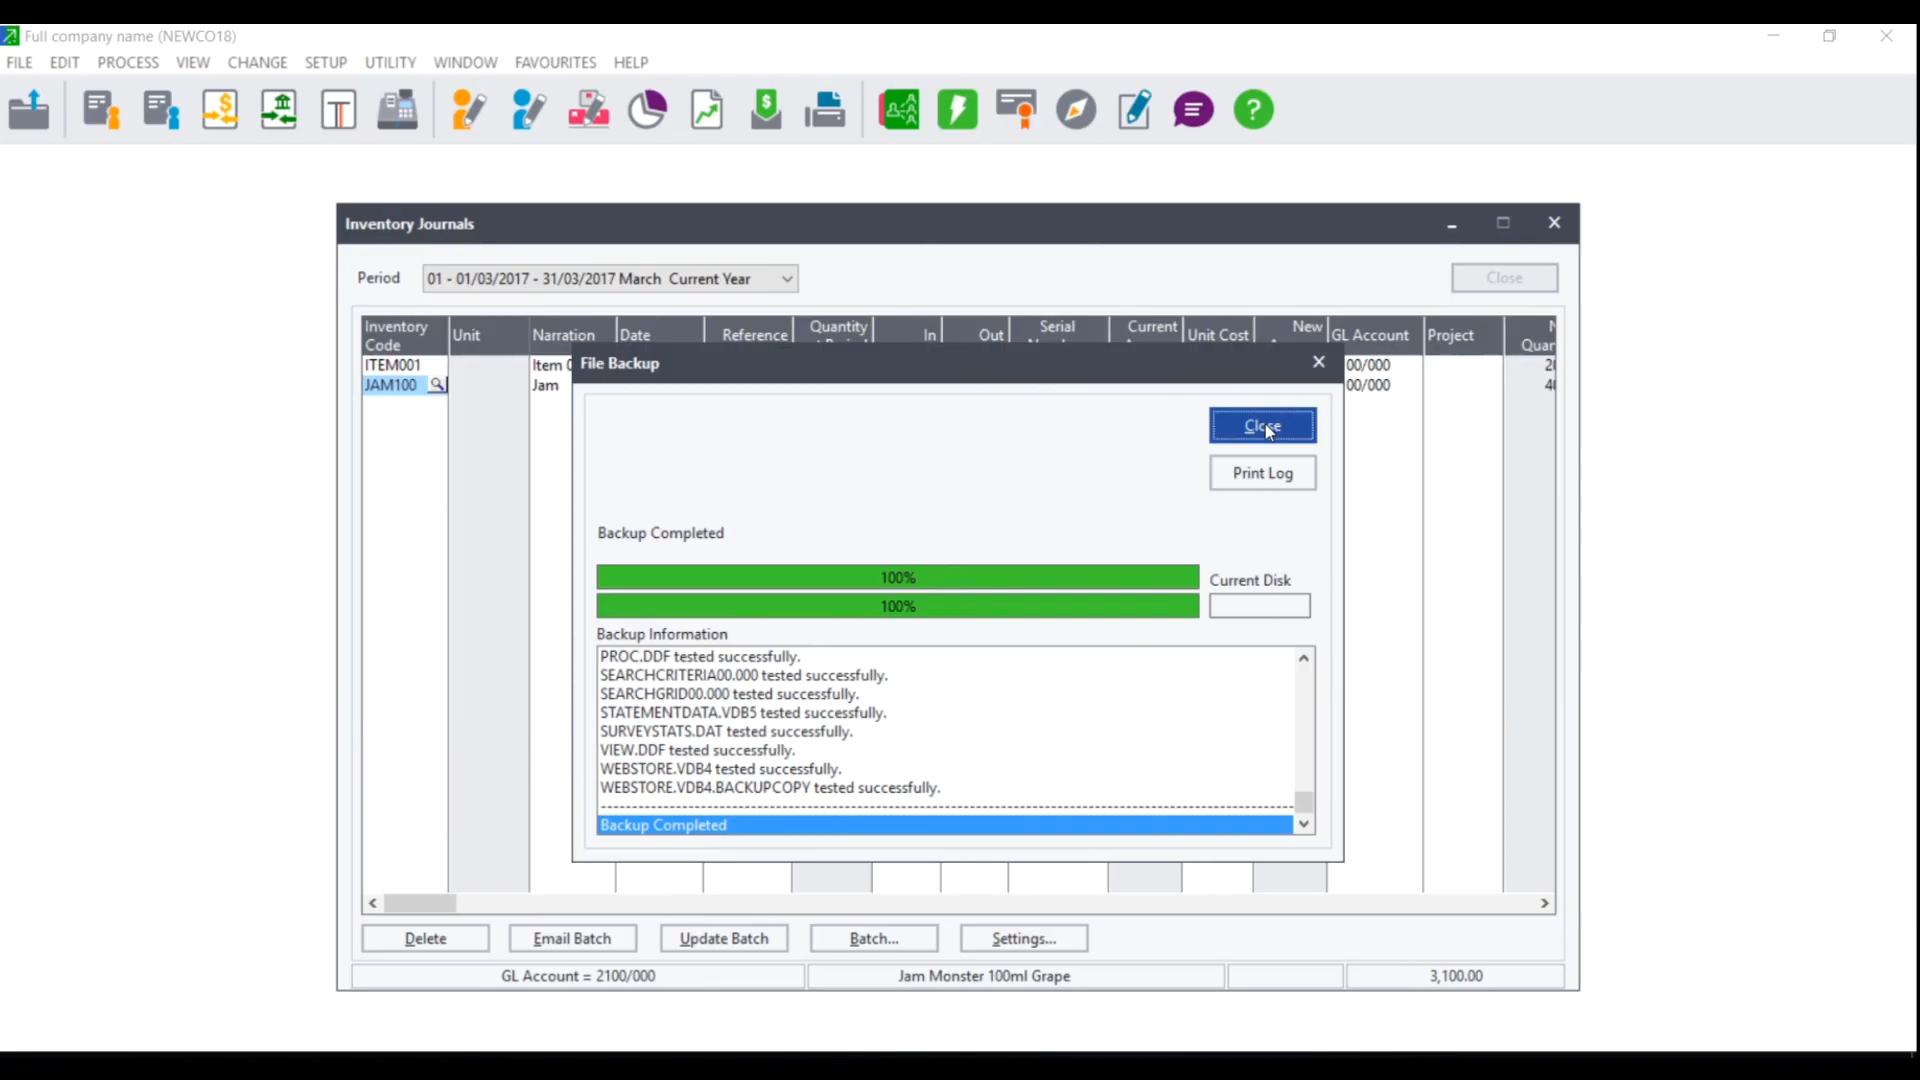 Full company name (NEWCO18)
FILE EDIT PROCESS VIEW CHANGE SETUP UTILITY WINDOW FAVOURITES HELP
Inventory Journals
Period 01 - 01/03/2017 - 31/03/2017 March Current Year Close
Inventory Code Unit Narration Date Reference Quantity In Out Serial Current Unit Cost New GL Account Project N Quan
ITEM001 Item 00/000 2
JAM100 Jam 00/000 4
File Backup
Close
Print Log
Backup Completed
100%
Current Disk
100%
Backup Information
PROC.DDF tested successfully.
SEARCHCRITERIA00.000 tested successfully.
SEARCHGRID00.000 tested successfully.
STATEMENTDATA.VDB5 tested successfully.
SURVEYSTATS.DAT tested successfully.
VIEW.DDF tested successfully.
WEBSTORE.VDB4 tested successfully.
WEBSTORE.VDB4.BACKUPCOPY tested successfully.
Backup Completed
Delete Email Batch Update Batch Batch... Settings...
GL Account = 2100/000 Jam Monster 100ml Grape 3,100.00